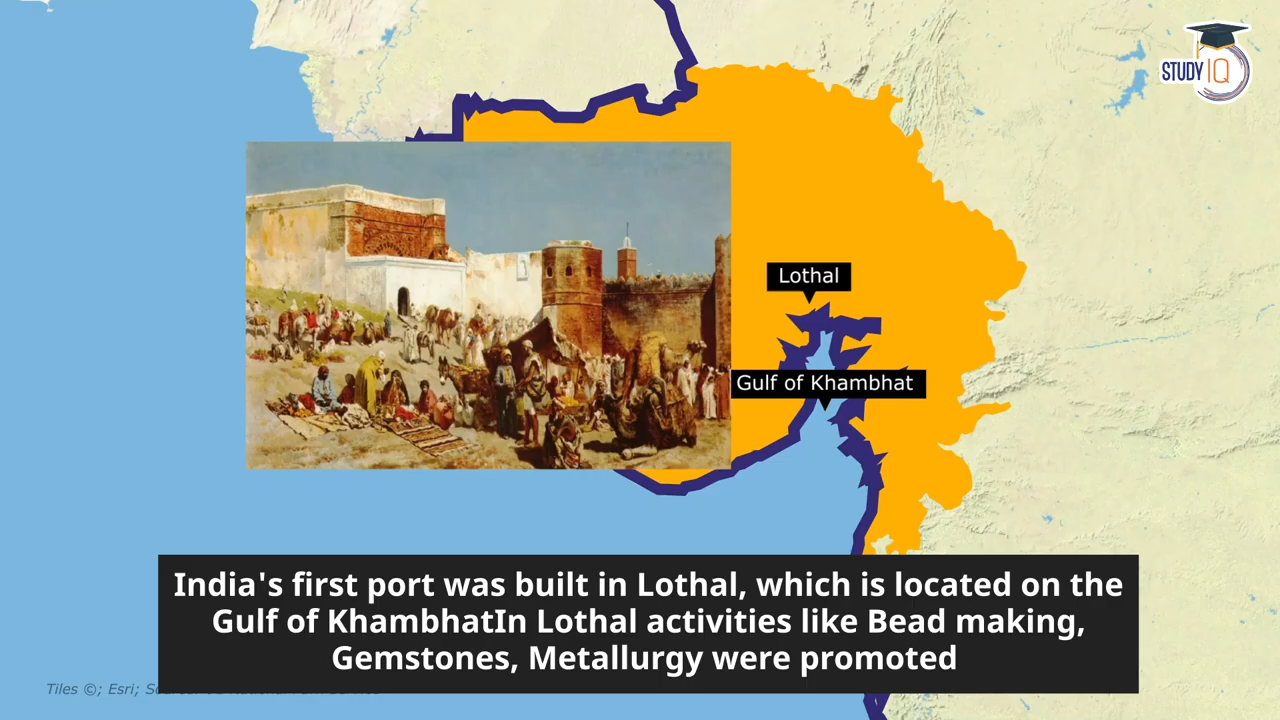 STUDY IQ
Lothal
Gulf of Khambhat
India's first port was built in Lothal, which is located on the
Gulf of KhambhatIn Lothal activities like Bead making,
Gemstones, Metallurgy were promoted
Tiles ©; Esri;